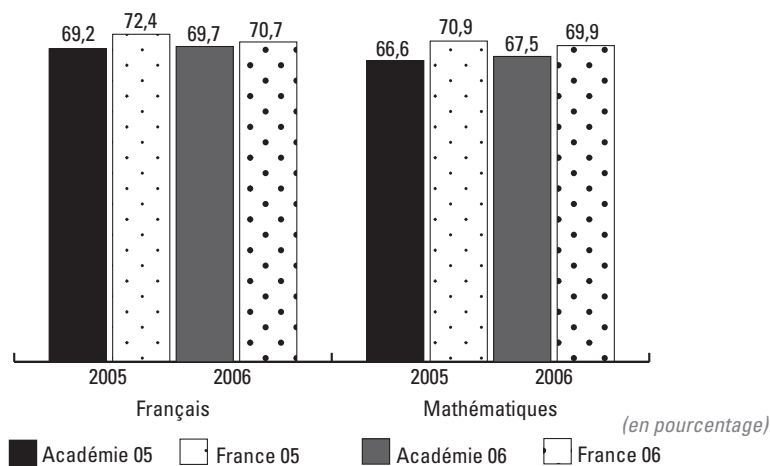 69,2 72,4 69,7 70,7 66,6 70,9 67,5 69,9
2005 2006 2005 2006
Français Mathématiques
(en pourcentage)
Académie 05 France 05 Académie 06 France 06